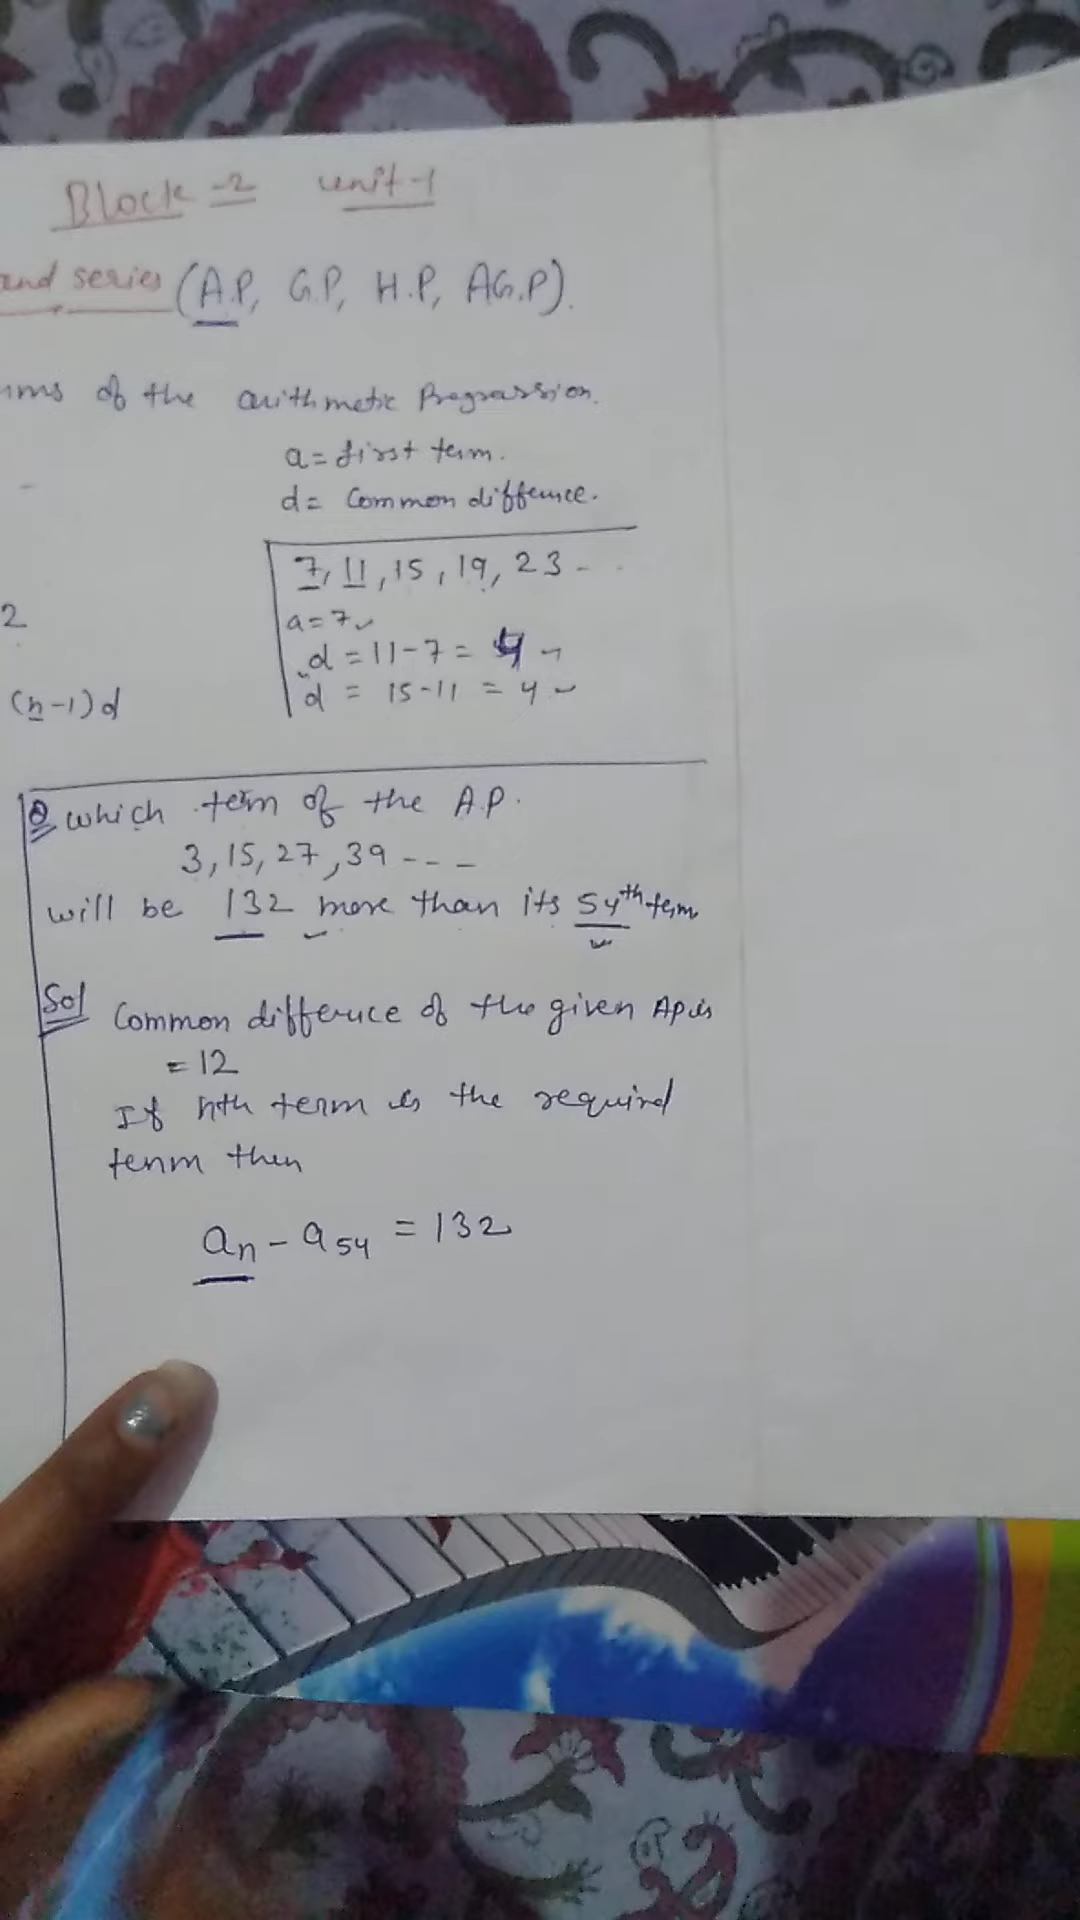 Block-2 unit-1
and series (A.P, G.P, H.P, AG.P).
of the arithmetic Progression.
a = first term.
d = Common differnce.
7, 11, 15, 19, 23 - -
a = 7
2
d = 11-7 = 4
(n-1)d
d = 15-11 = 4
Q which term of the A.P.
3, 15, 27, 39 - - -
will be 132 more than its 54th term
Sol Common differnce of the given AP is
= 12
If nth term is the required
term then
an - a54 = 132